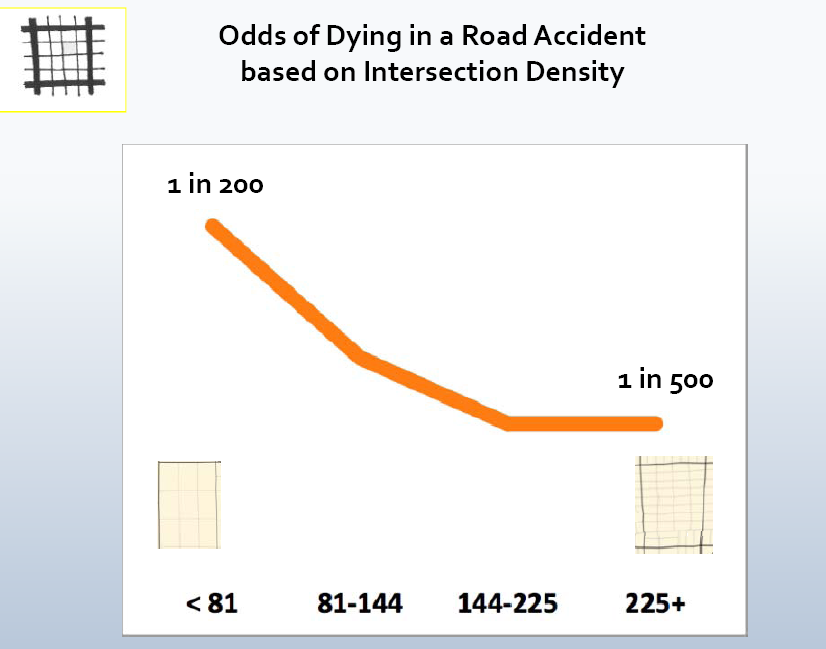 Odds of Dying in a Road Accident
based on Intersection Density
1 in 200
1 in 500
< 81
81-144
144-225
225+